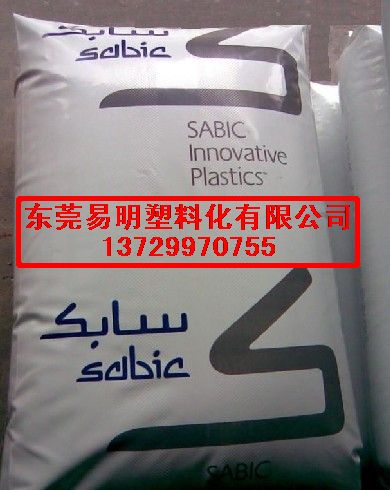 سابك
sabic
SABIC
Innovative
Plastics™
东莞易明塑料化有限公司
13729970755
سابك
sabic
SABIC